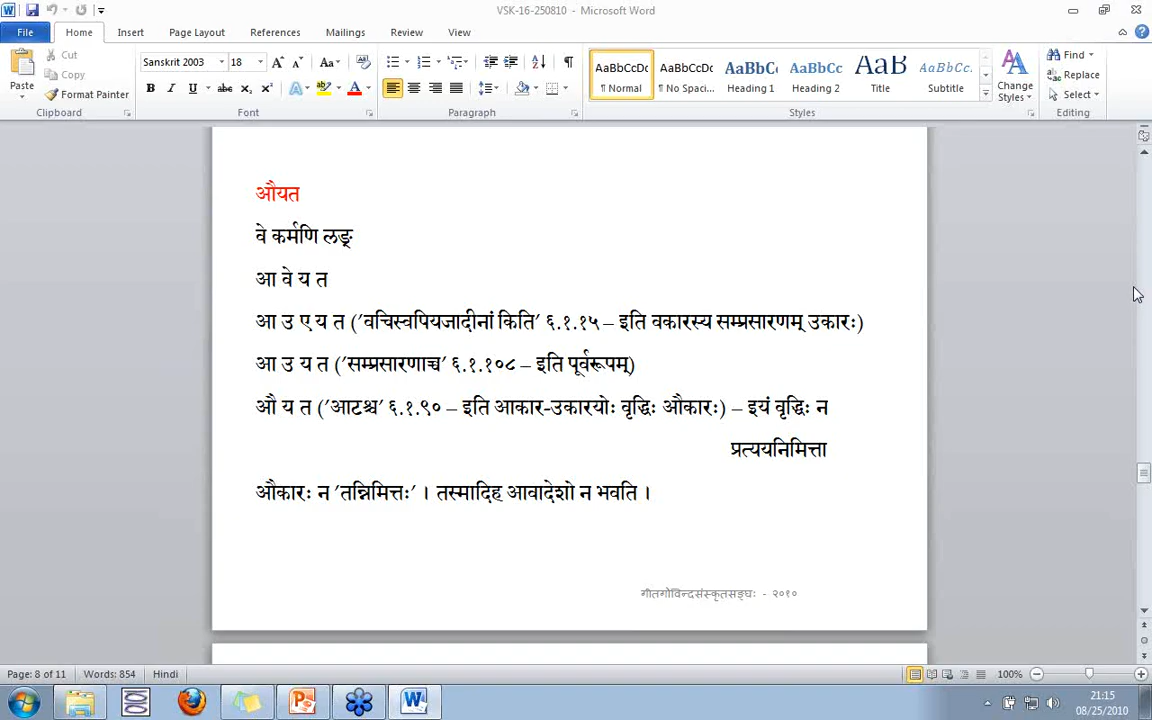 VSK-16-250810 - Microsoft Word
File Home Insert Page Layout References Mailings Review View
Cut
Copy
Paste
Format Painter
Clipboard
Sanskrit 2003 18
Font
Paragraph
AaBbCcDc AaBbCcDc AaBbC AaBbCc AaB AaBbCc.
¶ Normal ¶ No Spaci... Heading 1 Heading 2 Title Subtitle
Change Styles
Styles
Find
Replace
Select
Editing
औयत
वे कर्मणि लङ्
आ वे य त
आ उ ए य त ('वचिस्वपियजादीनां किति' ६.१.१५ – इति वकारस्य सम्प्रसारणम् उकारः)
आ उ य त ('सम्प्रसारणाच्च' ६.१.१०८ – इति पूर्वरूपम्)
औ य त ('आटश्च' ६.१.९० – इति आकार-उकारयोः वृद्धिः औकारः) – इयं वृद्धिः न
प्रत्ययनिमित्ता
औकारः न 'तन्निमित्तः' । तस्मादिह आवादेशो न भवति ।
गीतगोविन्दसंस्कृतसङ्घः - २०१०
Page: 8 of 11 Words: 854 Hindi 100%
21:15
08/25/2010